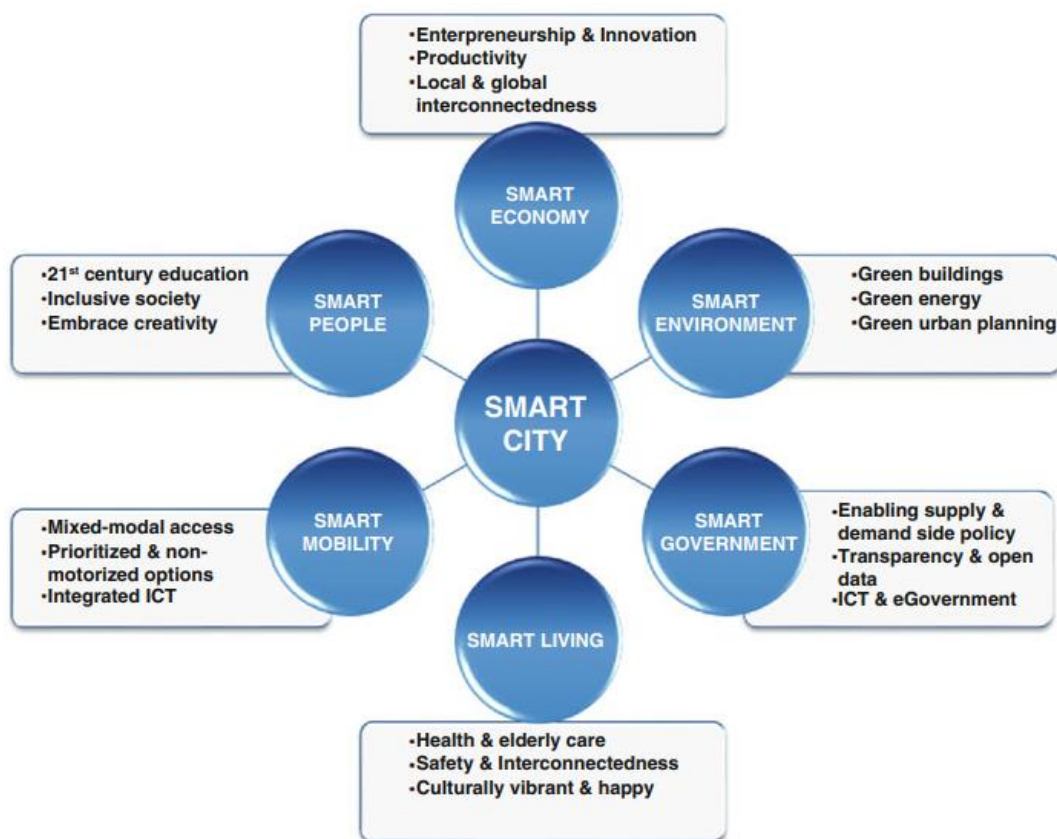 •Enterpreneurship & Innovation
•Productivity
•Local & global
interconnectedness
SMART
ECONOMY
•21st century education
•Inclusive society
•Embrace creativity
SMART
PEOPLE
SMART
ENVIRONMENT
•Green buildings
•Green energy
•Green urban planning
SMART
CITY
•Mixed-modal access
•Prioritized & non-
motorized options
•Integrated ICT
SMART
MOBILITY
SMART
GOVERNMENT
•Enabling supply &
demand side policy
•Transparency & open
data
•ICT & eGovernment
SMART LIVING
•Health & elderly care
•Safety & Interconnectedness
•Culturally vibrant & happy